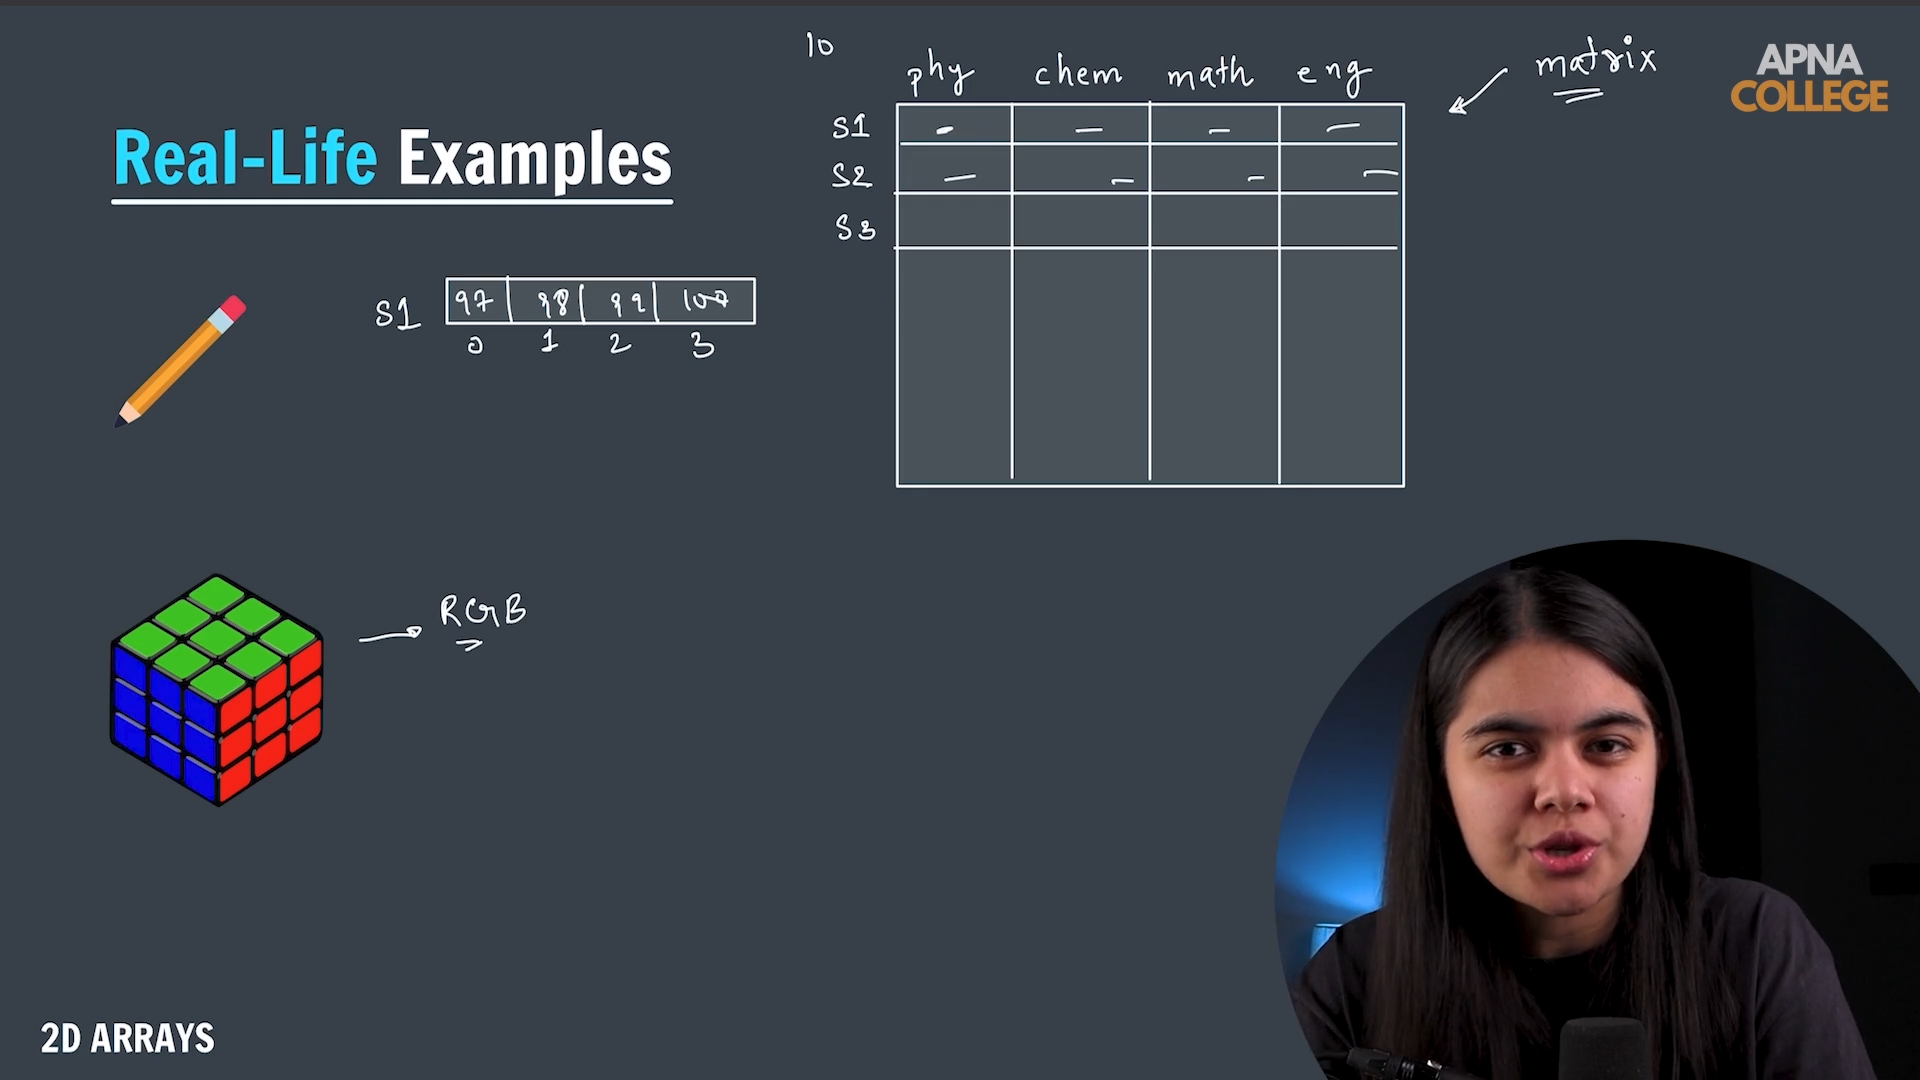 10
phy chem math eng
matrix
APNA
COLLEGE
Real-Life Examples
S1
S2
S3
S1 97 98 99 100
0 1 2 3
RGB
2D ARRAYS